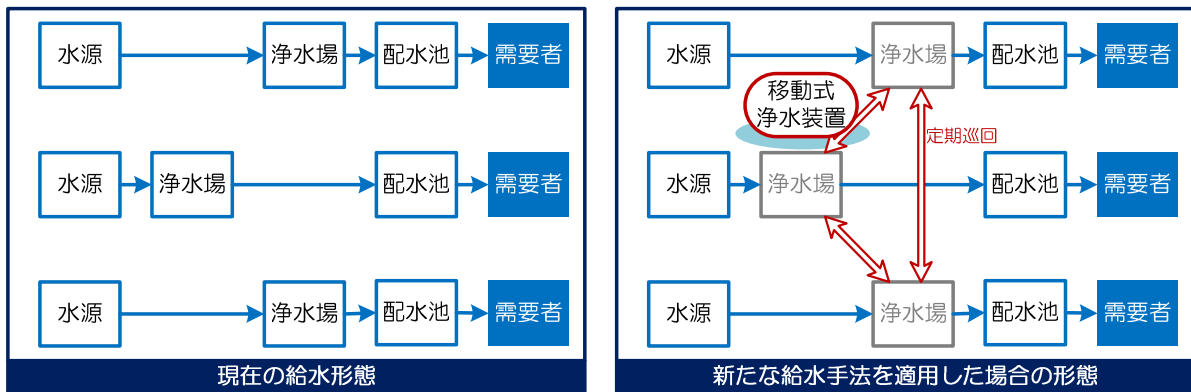 水源
浄水場
配水池
需要者
水源
浄水場
配水池
需要者
水源
浄水場
配水池
需要者
現在の給水形態
水源
浄水場
配水池
需要者
移動式
浄水装置
定期巡回
水源
浄水場
配水池
需要者
水源
浄水場
配水池
需要者
新たな給水手法を適用した場合の形態